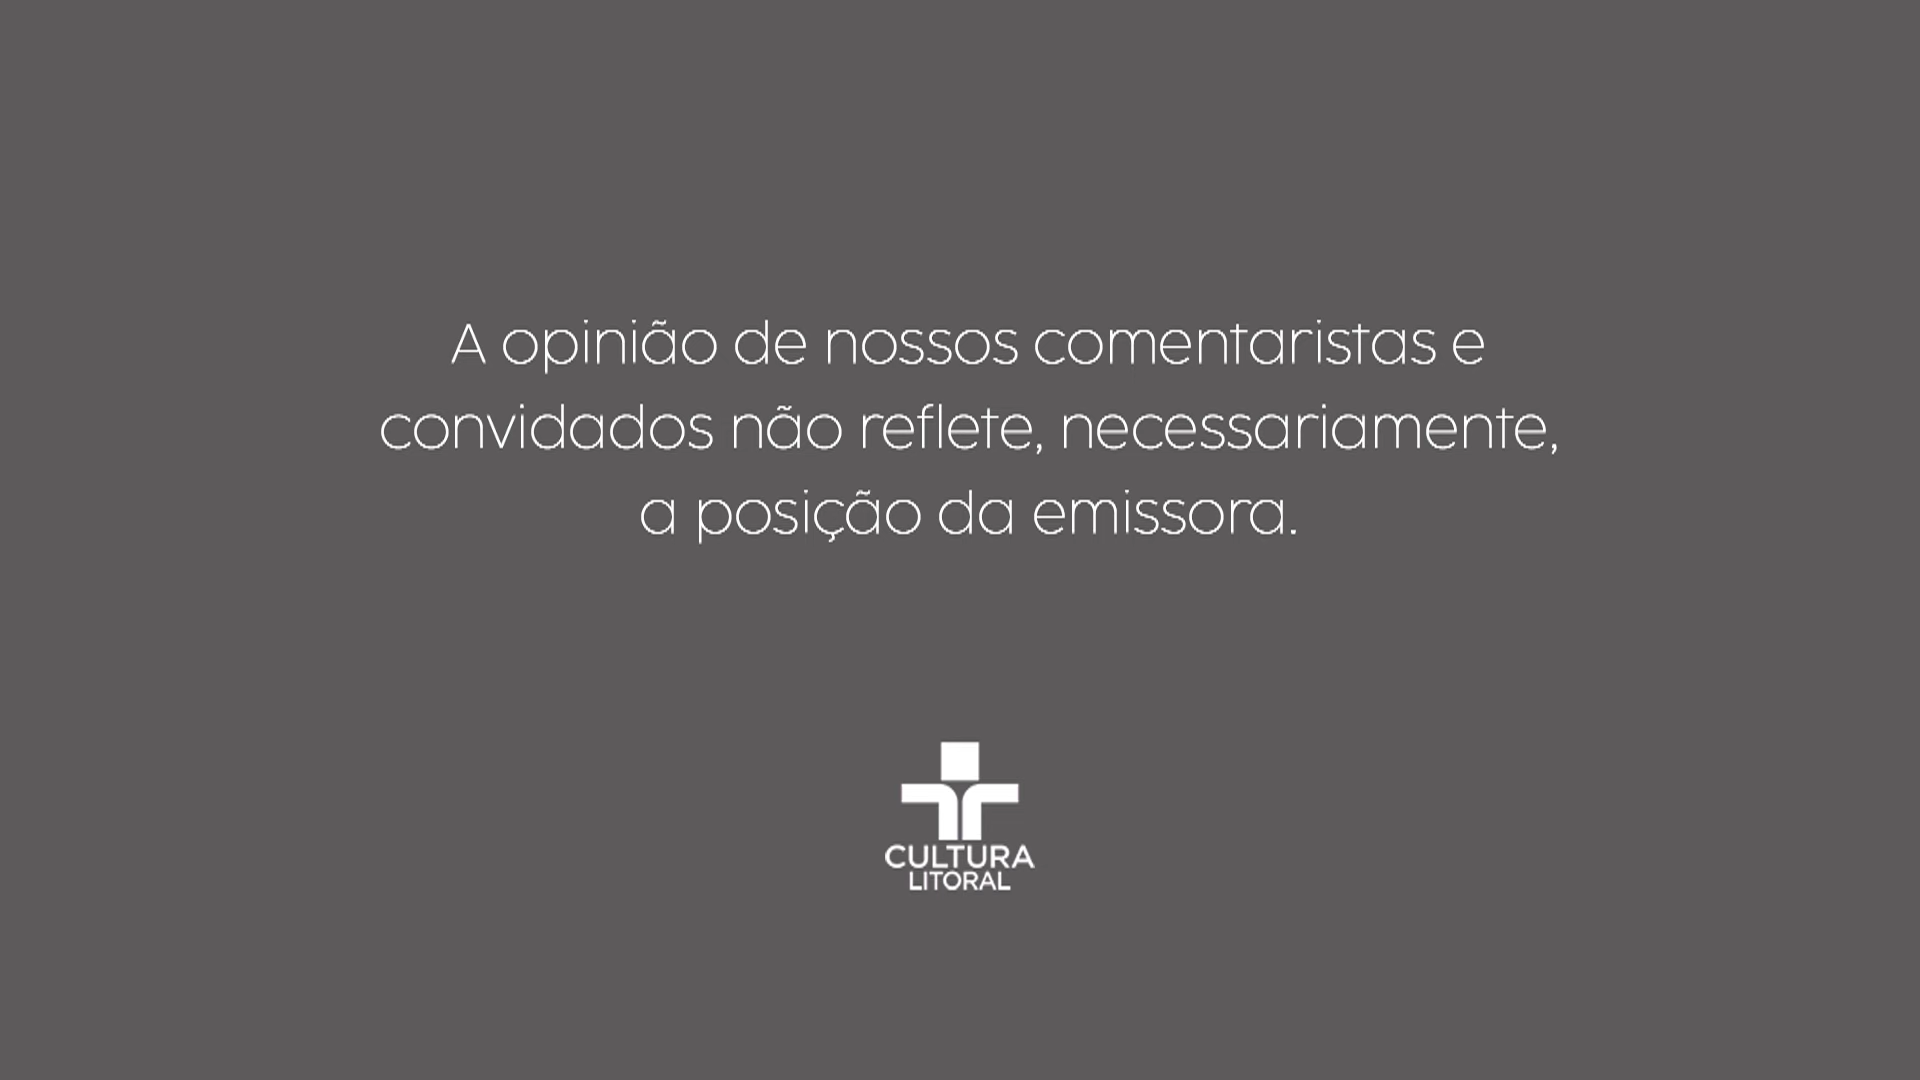 A opinião de nossos comentaristas e
convidados não reflete, necessariamente,
a posição da emissora.
CULTURA
LITORAL